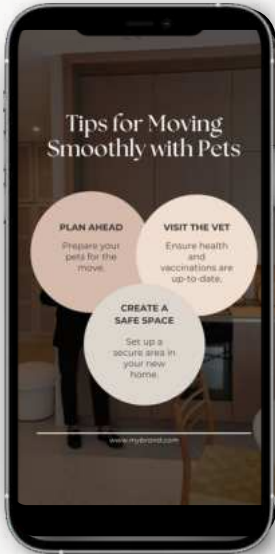 Tips for Moving
Smoothly with Pets
PLAN AHEAD
Prepare your
pets for the
move.
VISIT THE VET
Ensure health
and
vaccinations are
up-to-date.
CREATE A
SAFE SPACE
Set up a
secure area in
your new
home.
www.mybrand.com